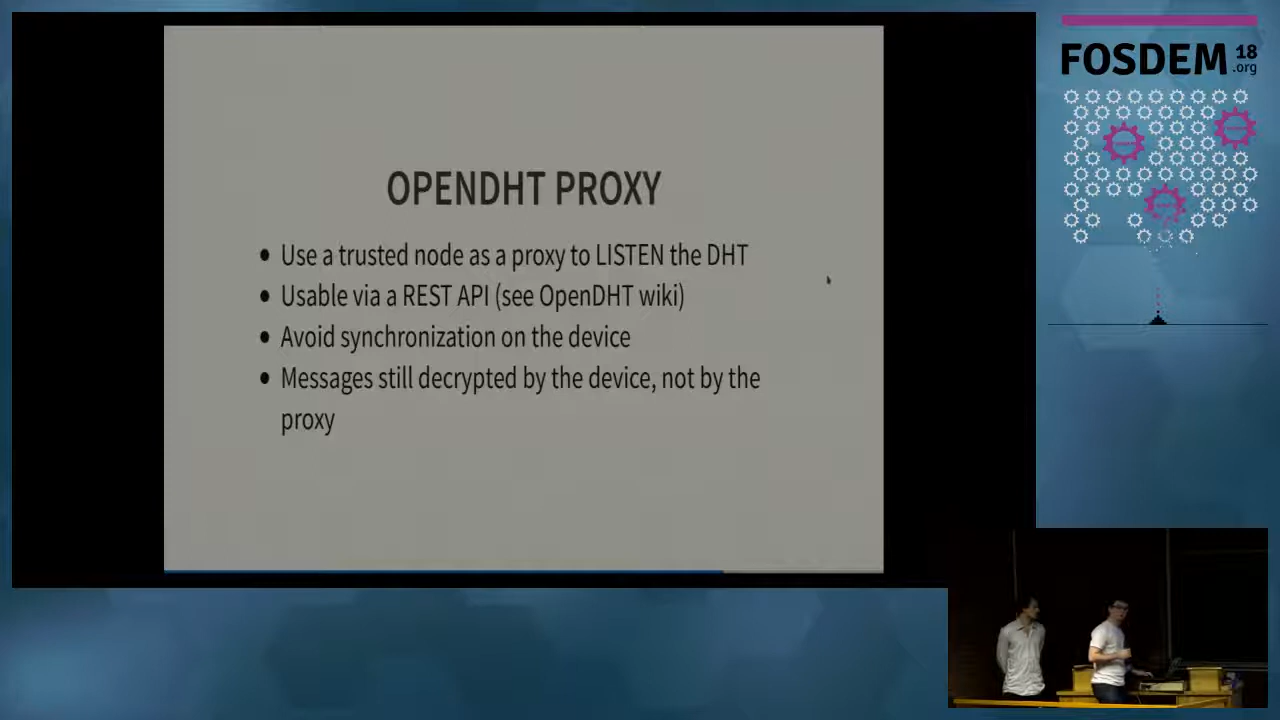 OPENDHT PROXY
• Use a trusted node as a proxy to LISTEN the DHT
• Usable via a REST API (see OpenDHT wiki)
• Avoid synchronization on the device
• Messages still decrypted by the device, not by the
proxy
FOSDEM 18
.org